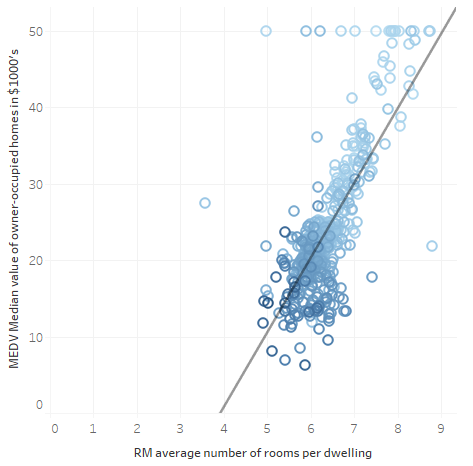 MEDV Median value of owner-occupied homes in $1000's
50
40
30
20
10
0
0 1 2 3 4 5 6 7 8 9
RM average number of rooms per dwelling